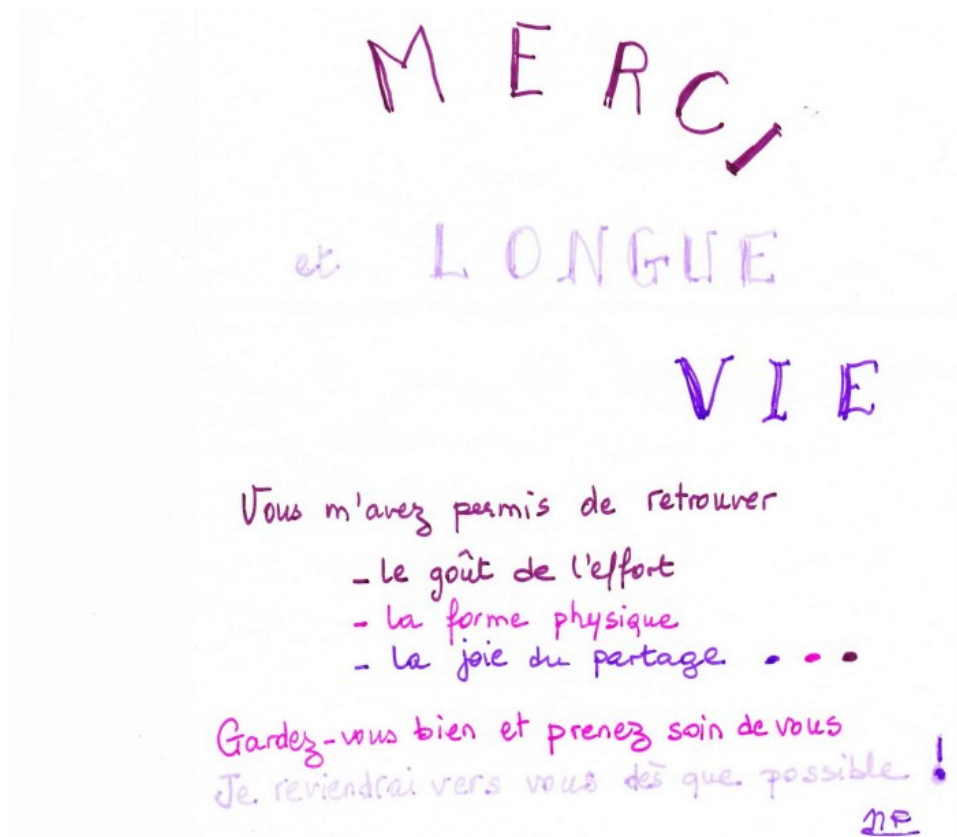 MERCI
et LONGUE
VIE
Vous m'avez permis de retrouver
- le goût de l'effort
- la forme physique
- la joie du partage ...
Gardez-vous bien et prenez soin de vous
Je reviendrai vers vous dès que possible !